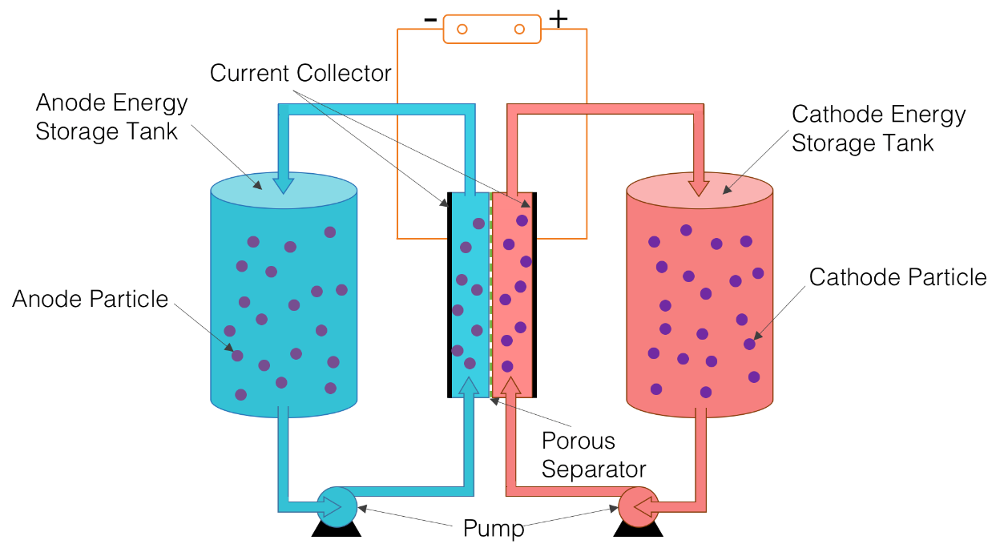 - +
Current Collector
Anode Energy
Storage Tank
Cathode Energy
Storage Tank
Cathode Particle
Anode Particle
Porous
Separator
Pump